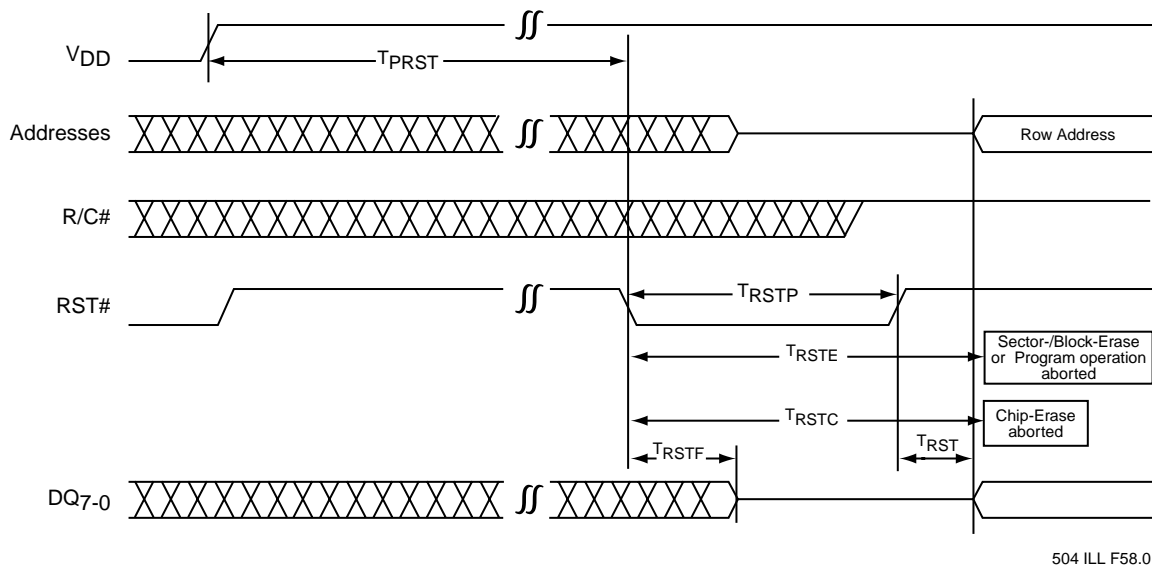 VDD
TPRST
Addresses
Row Address
R/C#
RST#
TRSTP
TRSTE
Sector-/Block-Erase
or Program operation
aborted
TRSTC
Chip-Erase
aborted
TRSTF
TRST
DQ7-0
504 ILL F58.0